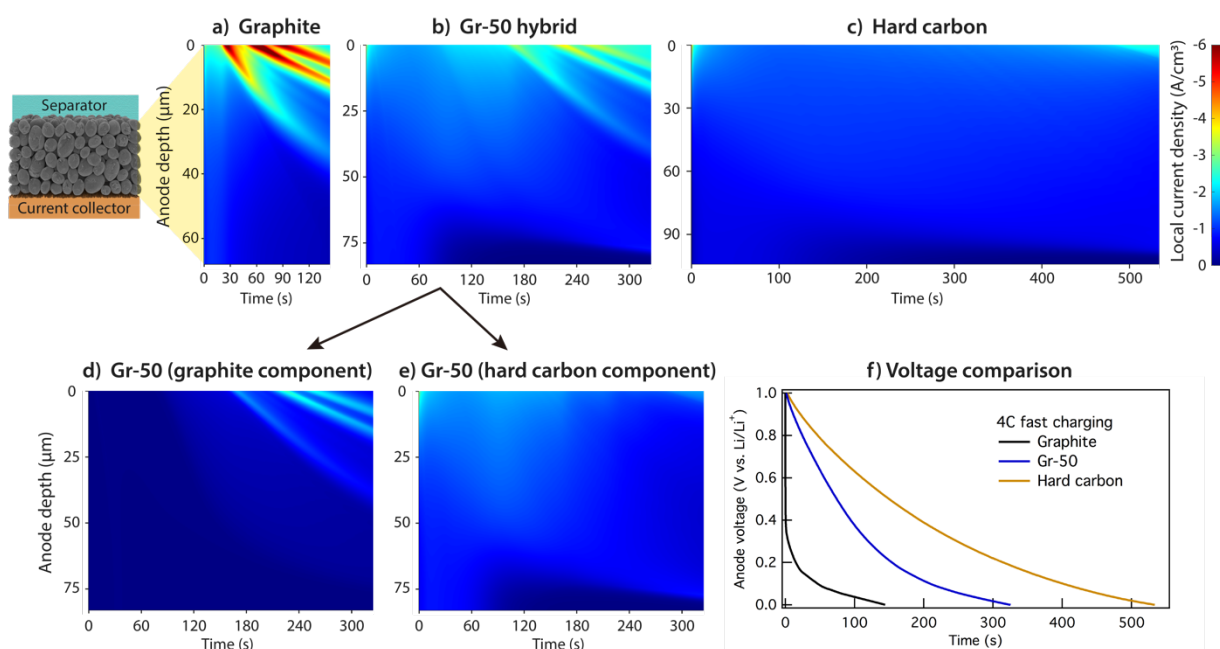 a) Graphite
b) Gr-50 hybrid
c) Hard carbon
Separator
Current collector
Anode depth (μm)
0
20
40
60
0 30 60 90 120
Time (s)
0
25
50
75
0 60 120 180 240 300
Time (s)
0
30
60
90
0 100 200 300 400 500
Time (s)
-6
-5
-4
-3
-2
-1
0
Local current density (A/cm³)
d) Gr-50 (graphite component)
e) Gr-50 (hard carbon component)
f) Voltage comparison
Anode depth (μm)
0
25
50
75
0 60 120 180 240 300
Time (s)
0
25
50
75
0 60 120 180 240 300
Time (s)
Anode voltage (V vs. Li/Li⁺)
1.0
0.8
0.6
0.4
0.2
0.0
4C fast charging
Graphite
Gr-50
Hard carbon
0 100 200 300 400 500
Time (s)